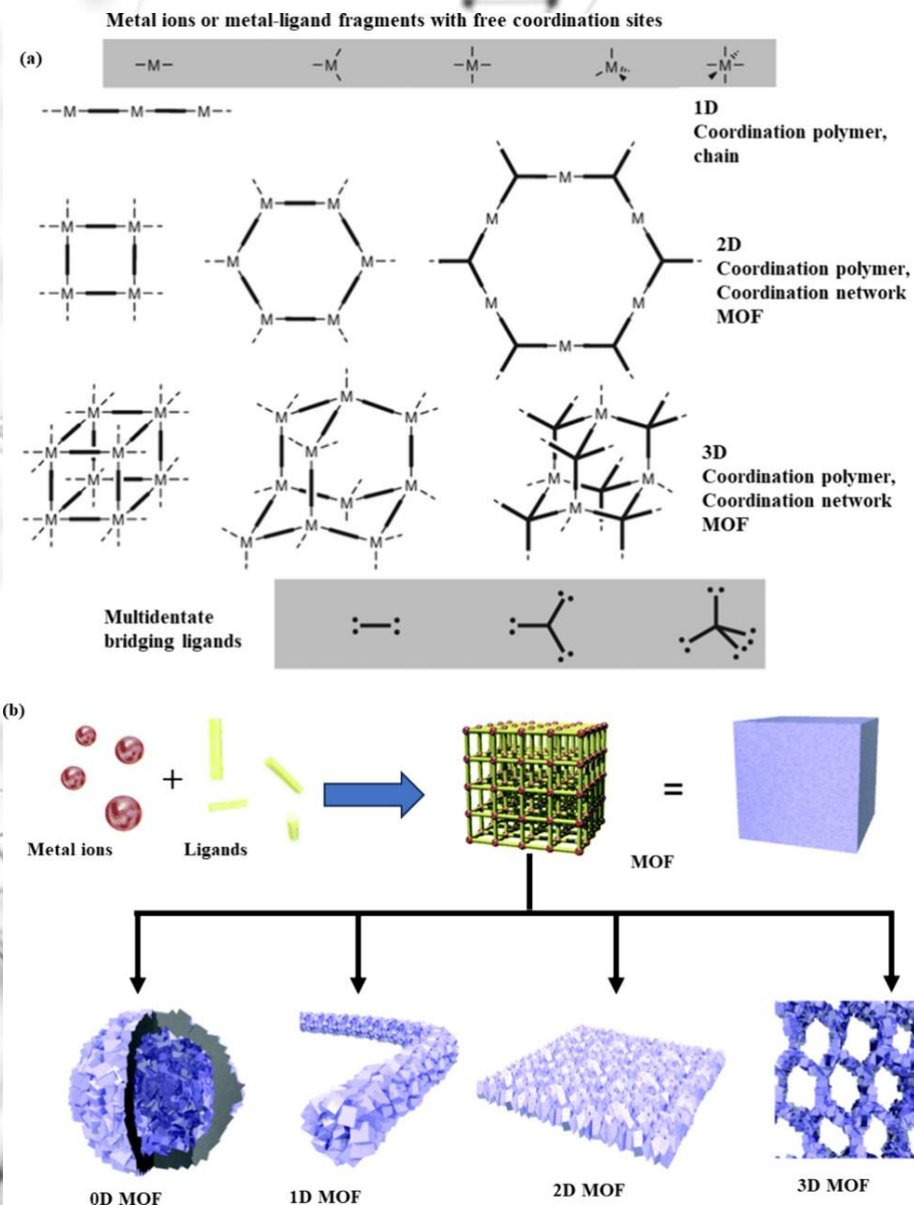 Metal ions or metal-ligand fragments with free coordination sites
(a)
M M M M M
M M M
1D
Coordination polymer,
chain
M M M M
M M M M M M
M M M M M M
2D
Coordination polymer,
Coordination network
MOF
M M M M M M M M
M M M M M M M M M M
M M M M
3D
Coordination polymer,
Coordination network
MOF
Multidentate
bridging ligands
(b)
+
=
Metal ions
Ligands
MOF
0D MOF
1D MOF
2D MOF
3D MOF